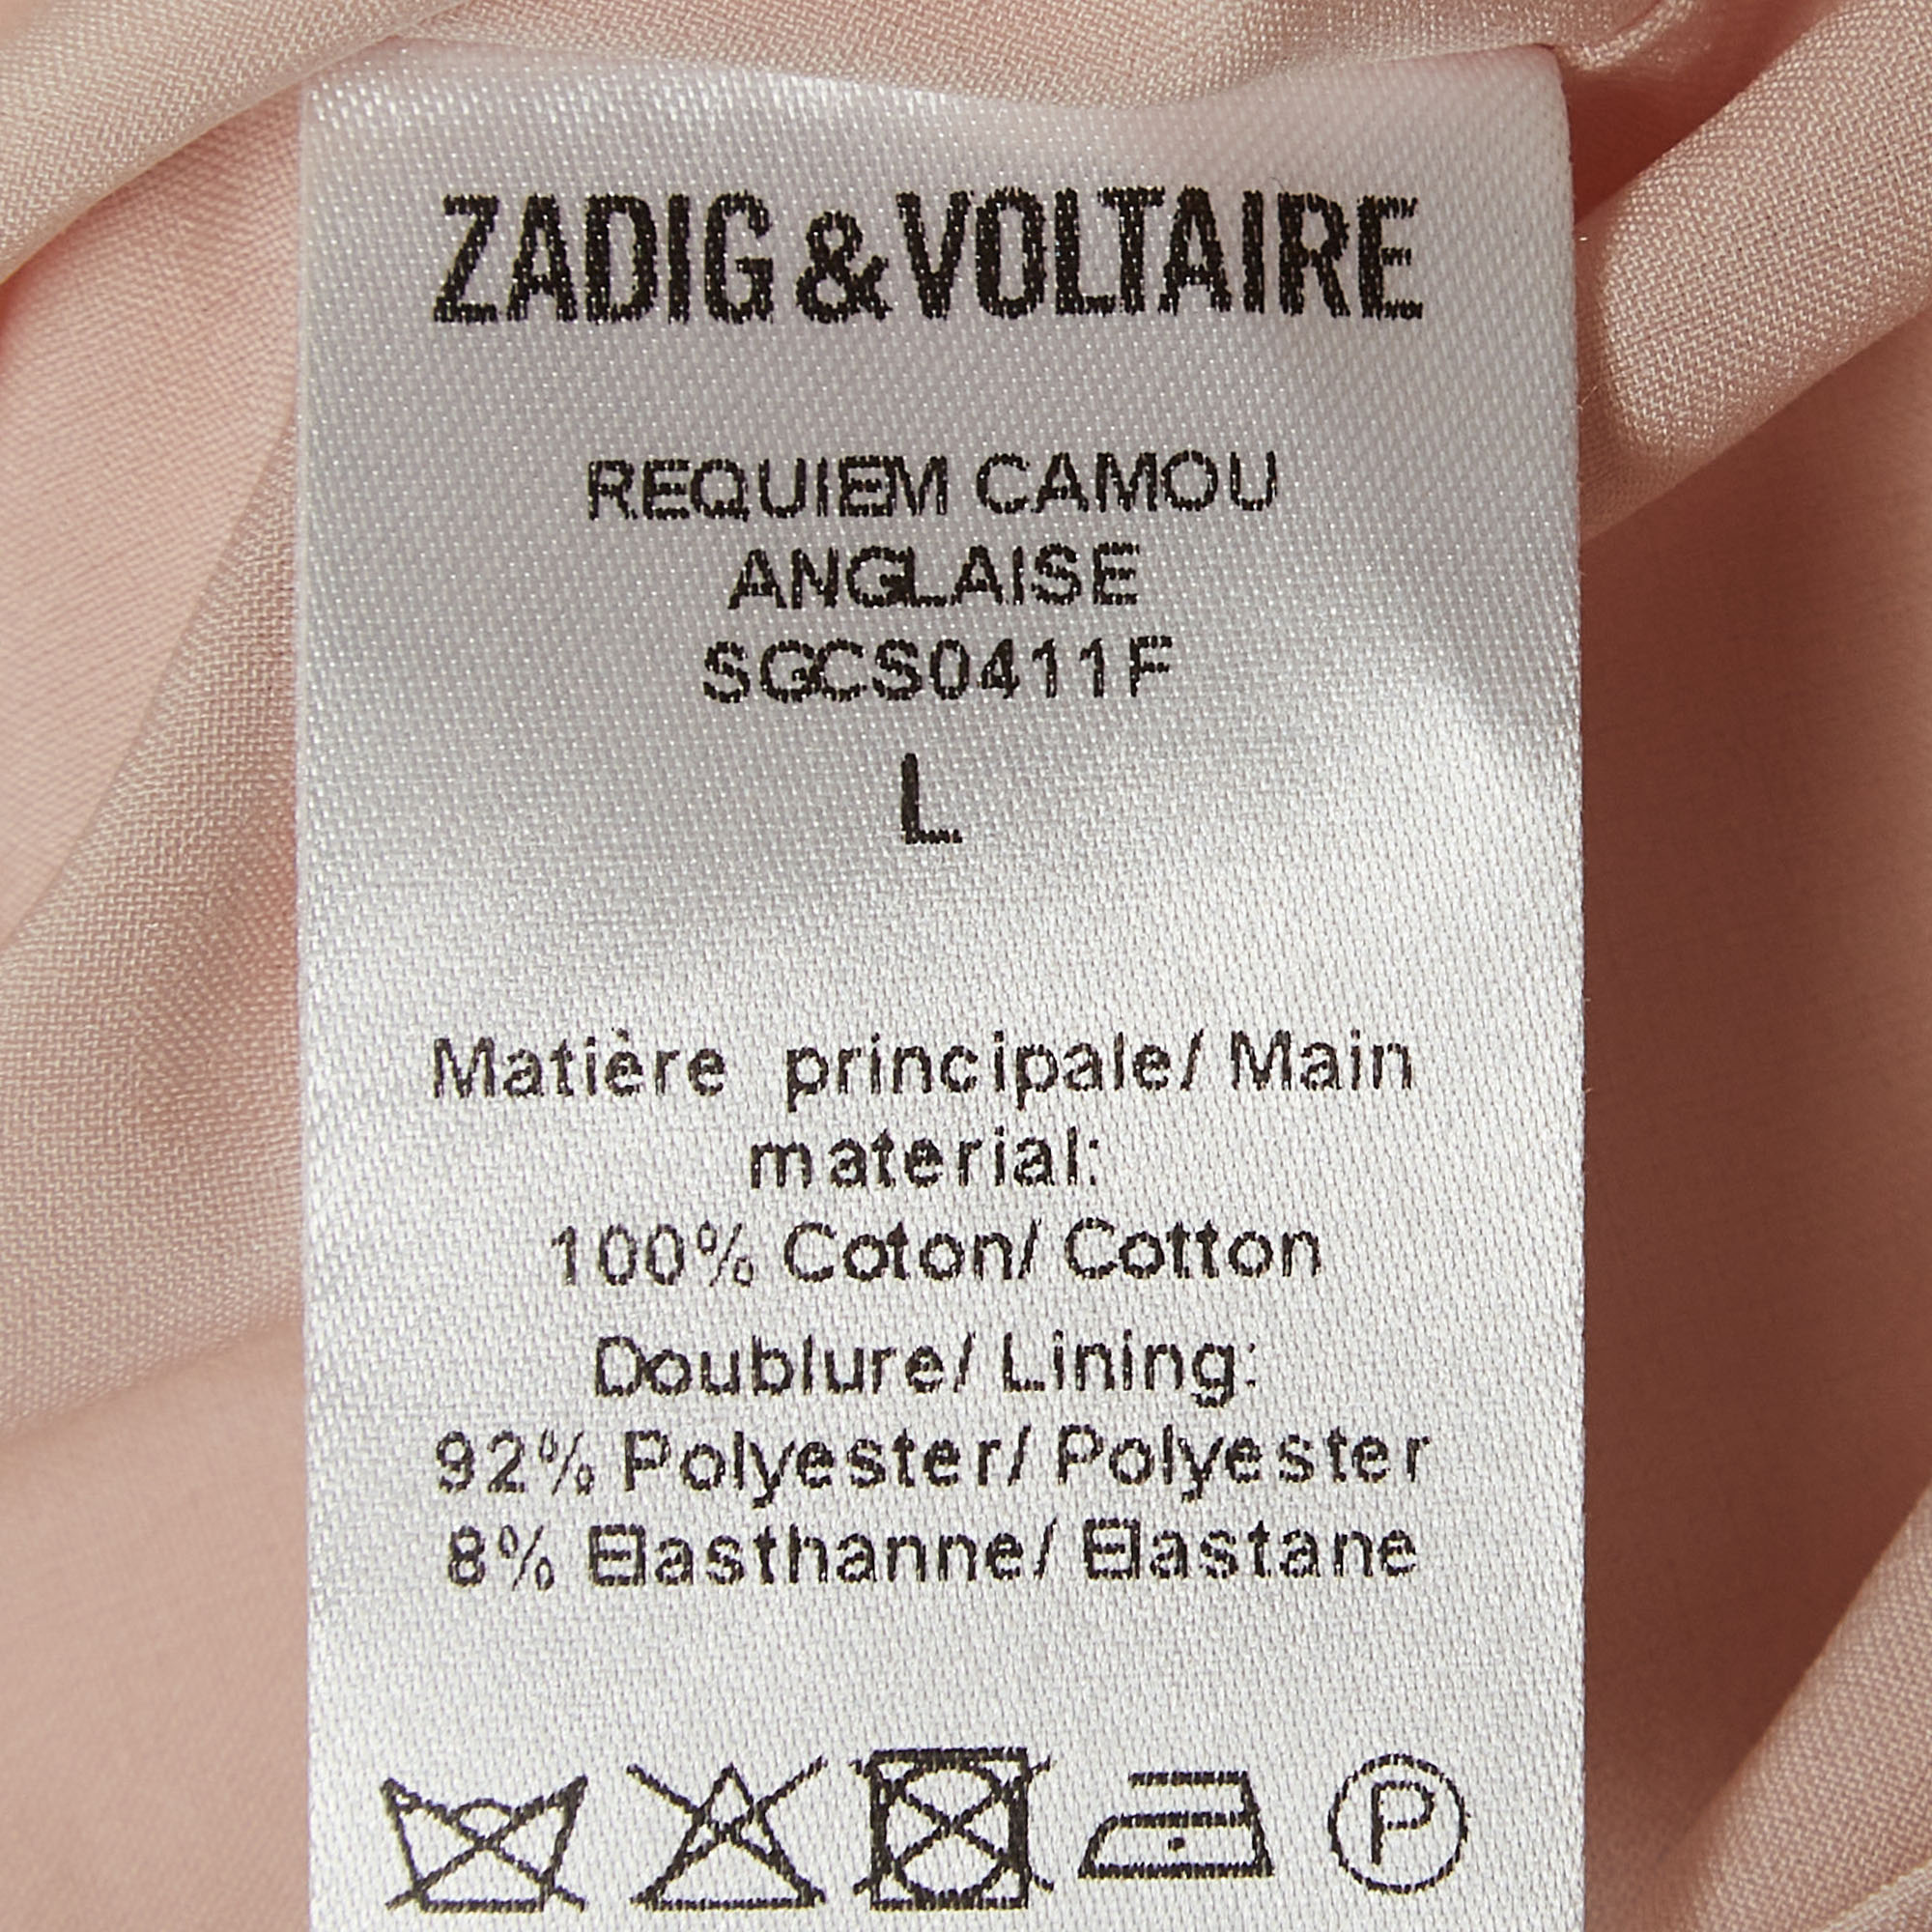 ZADIG & VOLTAIRE
REQUIEM CAMOU
ANGLAISE
SGCS0411F
L
Matière principale/ Main
material:
100% Coton/ Cotton
Doublure/ Lining:
92% Polyester/ Polyester
8% Elasthanne/ Elastane
P